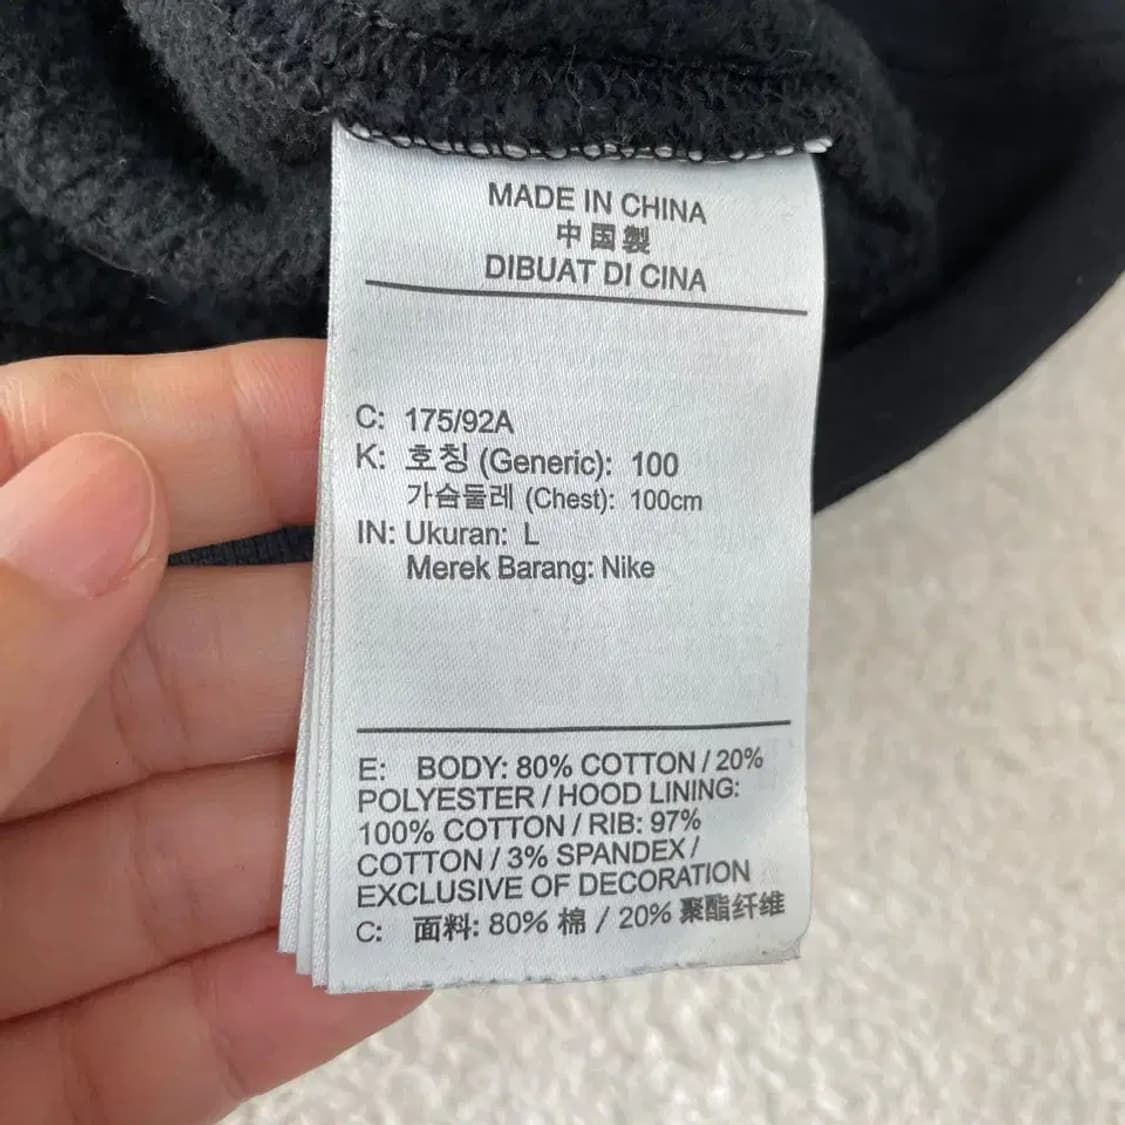 MADE IN CHINA
中国製
DIBUAT DI CINA
C: 175/92A
K: 호칭 (Generic): 100
가슴둘레 (Chest): 100cm
IN: Ukuran: L
Merek Barang: Nike
E: BODY: 80% COTTON / 20%
POLYESTER / HOOD LINING:
100% COTTON / RIB: 97%
COTTON / 3% SPANDEX /
EXCLUSIVE OF DECORATION
C: 面料: 80% 棉 / 20% 聚酯纤维